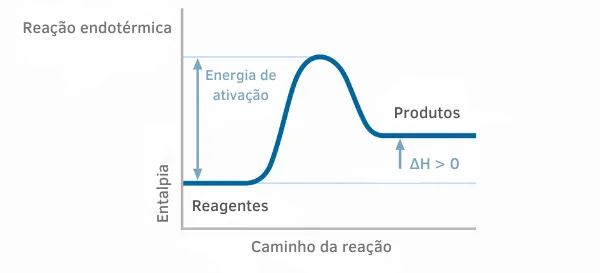 Reação endotérmica
Energia de
ativação
Produtos
ΔH > 0
Entalpia
Reagentes
Caminho da reação